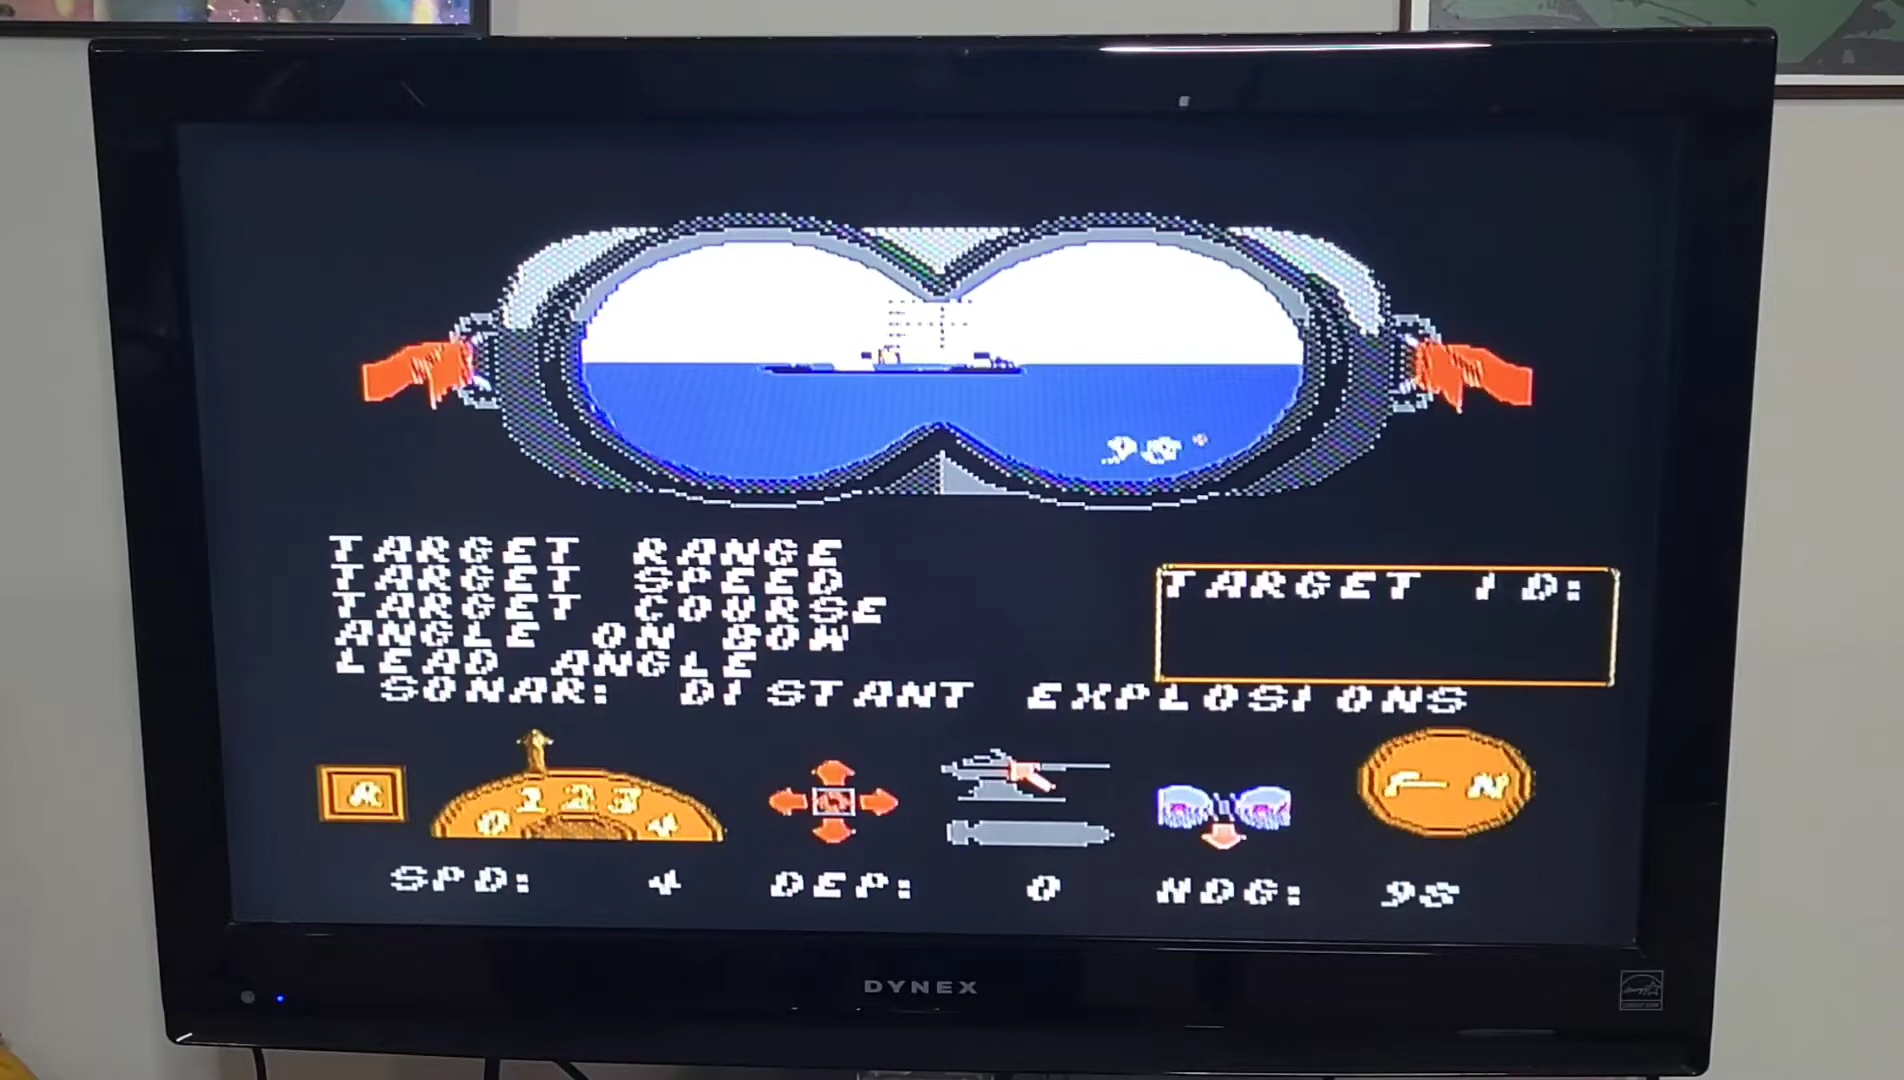 TARGET RANGE
TARGET SPEED
TARGET COURSE
ANGLE ON BOW
LEAD ANGLE
TARGET ID:
SONAR: DISTANT EXPLOSIONS
R
0 1 2 3 4
N
SPD: 4 DEP: 0 HDG: 98
DYNEX